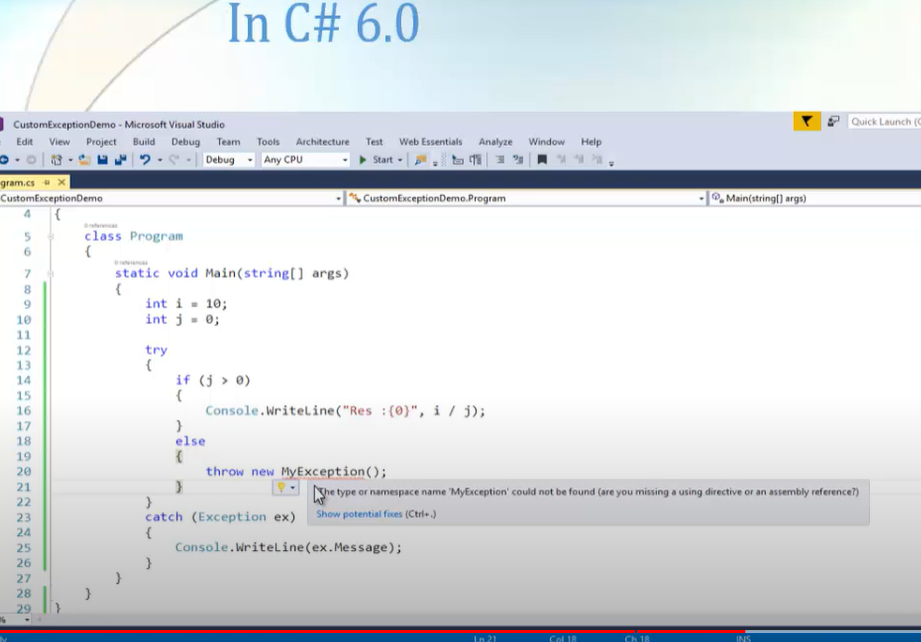 In C# 6.0
CustomExceptionDemo - Microsoft Visual Studio
Quick Launch (C
Edit View Project Build Debug Team Tools Architecture Test Web Essentials Analyze Window Help
Debug Any CPU Start
gram.cs
CustomExceptionDemo CustomExceptionDemo.Program Main(string[] args)
4 {
0 references
5 class Program
6 {
0 references
7 static void Main(string[] args)
8 {
9 int i = 10;
10 int j = 0;
11
12 try
13 {
14 if (j > 0)
15 {
16 Console.WriteLine("Res :{0}", i / j);
17 }
18 else
19 {
20 throw new MyException();
21 }
The type or namespace name 'MyException' could not be found (are you missing a using directive or an assembly reference?)
22 }
Show potential fixes (Ctrl+.)
23 catch (Exception ex)
24 {
25 Console.WriteLine(ex.Message);
26 }
27 }
28 }
29 }
%
Ln 21 Col 18 Ch 18 INS